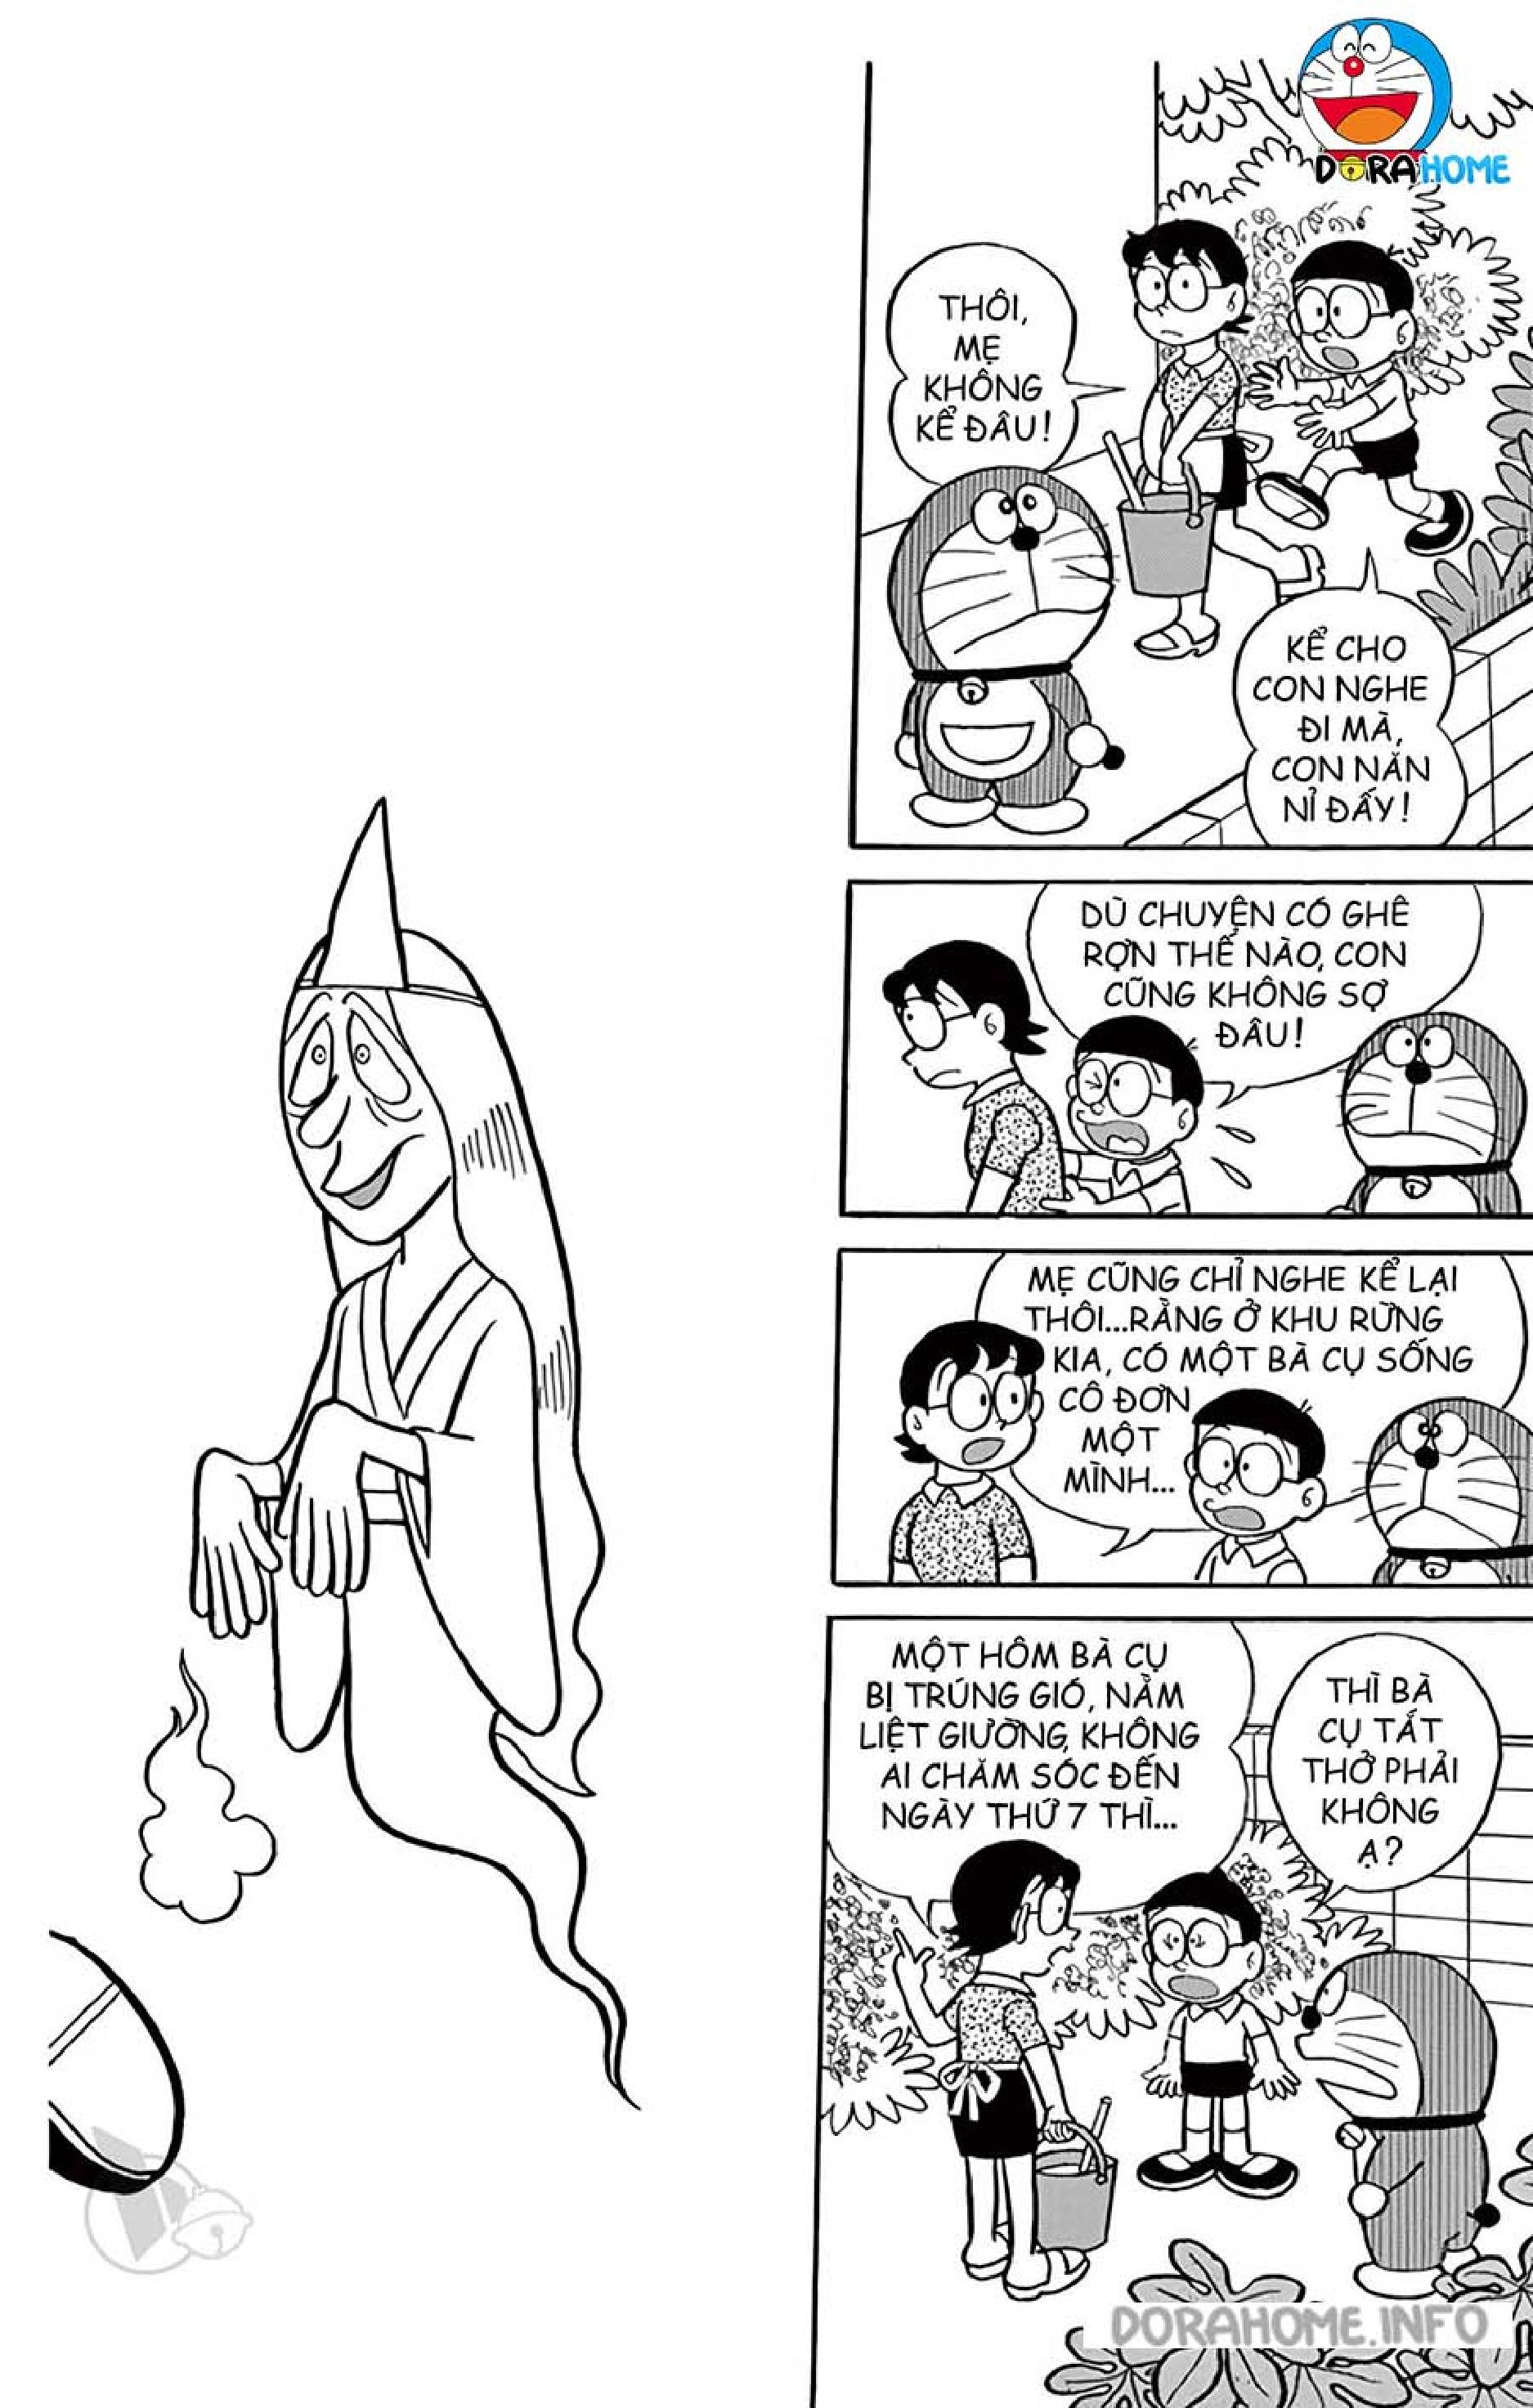 DORAHOME
THÔI,
MẸ
KHÔNG
KỂ ĐÂU!
KỂ CHO
CON NGHE
ĐI MÀ,
CON NĂN
NỈ ĐẤY!
DÙ CHUYỆN CÓ GHÊ
RỢN THẾ NÀO, CON
CŨNG KHÔNG SỢ
ĐÂU!
MẸ CŨNG CHỈ NGHE KỂ LẠI
THÔI...RẰNG Ở KHU RỪNG
KIA, CÓ MỘT BÀ CỤ SỐNG
CÔ ĐƠN
MỘT
MÌNH...
MỘT HÔM BÀ CỤ
BỊ TRÚNG GIÓ, NẰM
LIỆT GIƯỜNG, KHÔNG
AI CHĂM SÓC ĐẾN
NGÀY THỨ 7 THÌ...
THÌ BÀ
CỤ TẮT
THỞ PHẢI
KHÔNG
Ạ?
DORAHOME.INFO